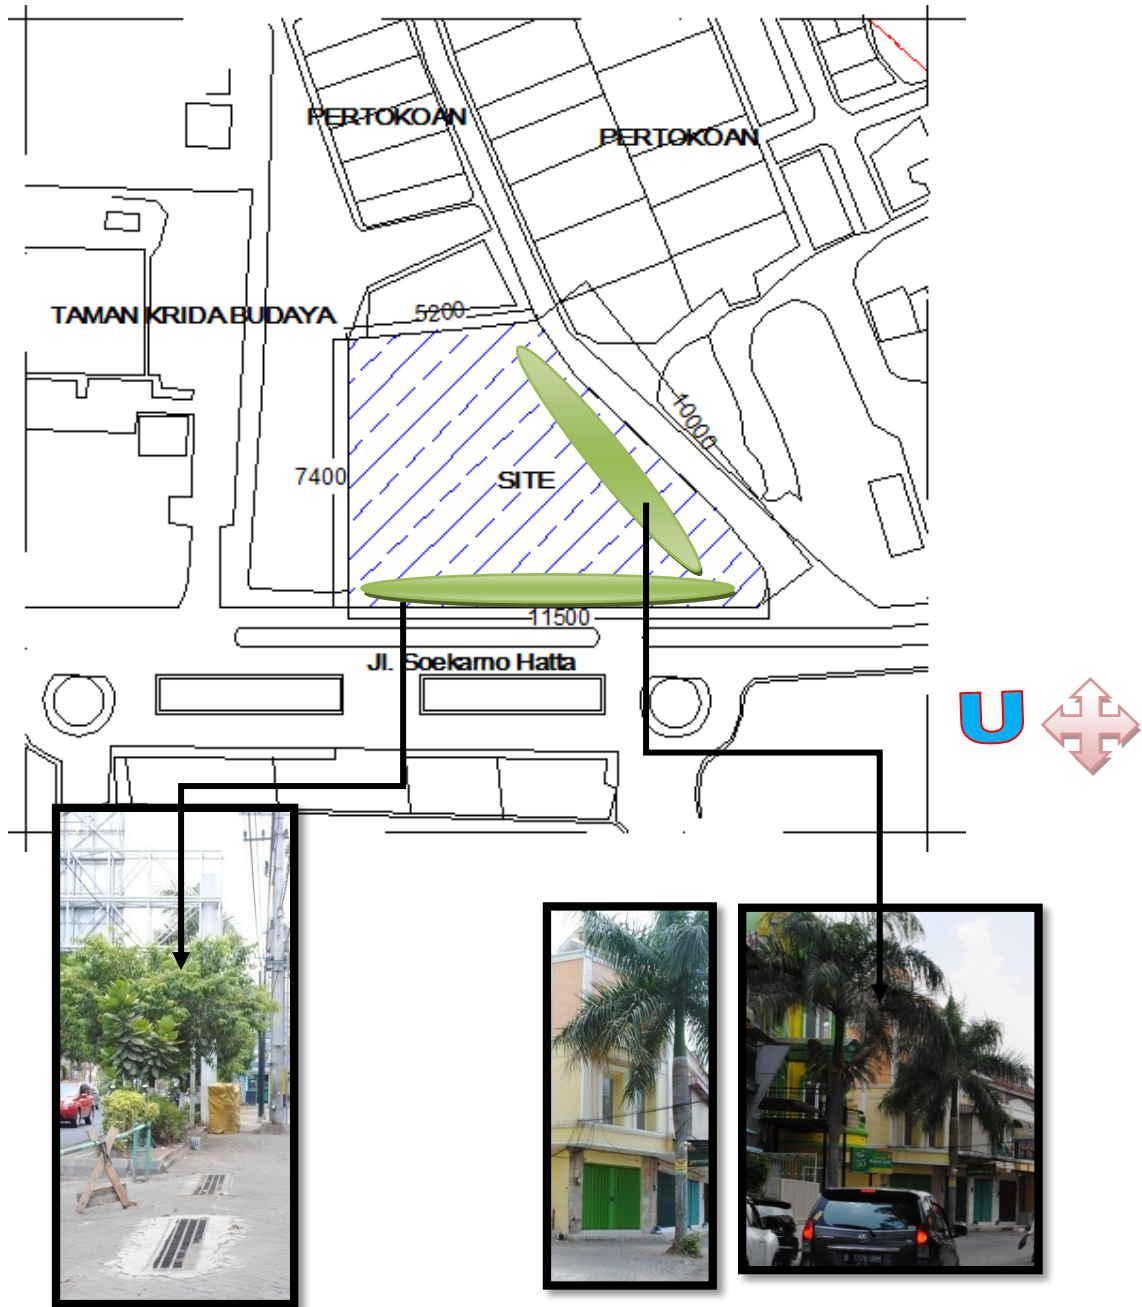 PERTOKOAN
PERTOKOAN
TAMAN KRIDA BUDAYA
5200
10000
7400
SITE
11500
Jl. Soekarno Hatta
U